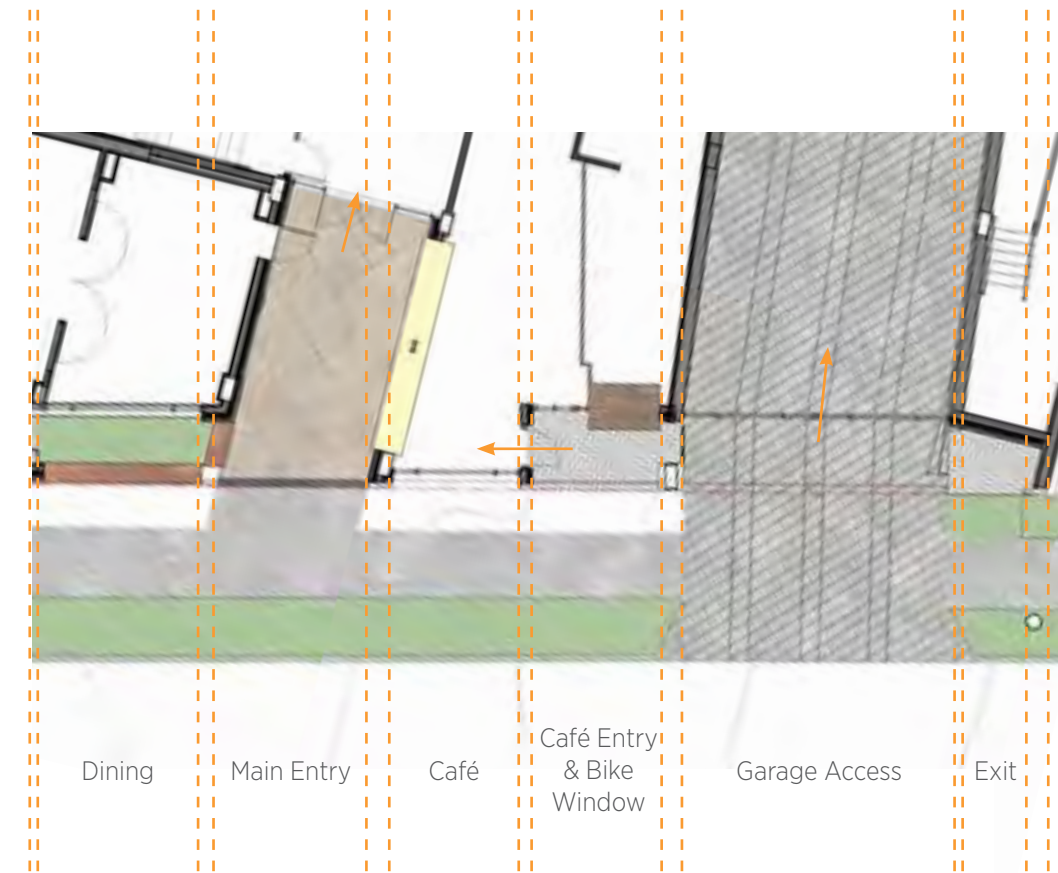 Dining
Main Entry
Café
Café Entry
& Bike
Window
Garage Access
Exit